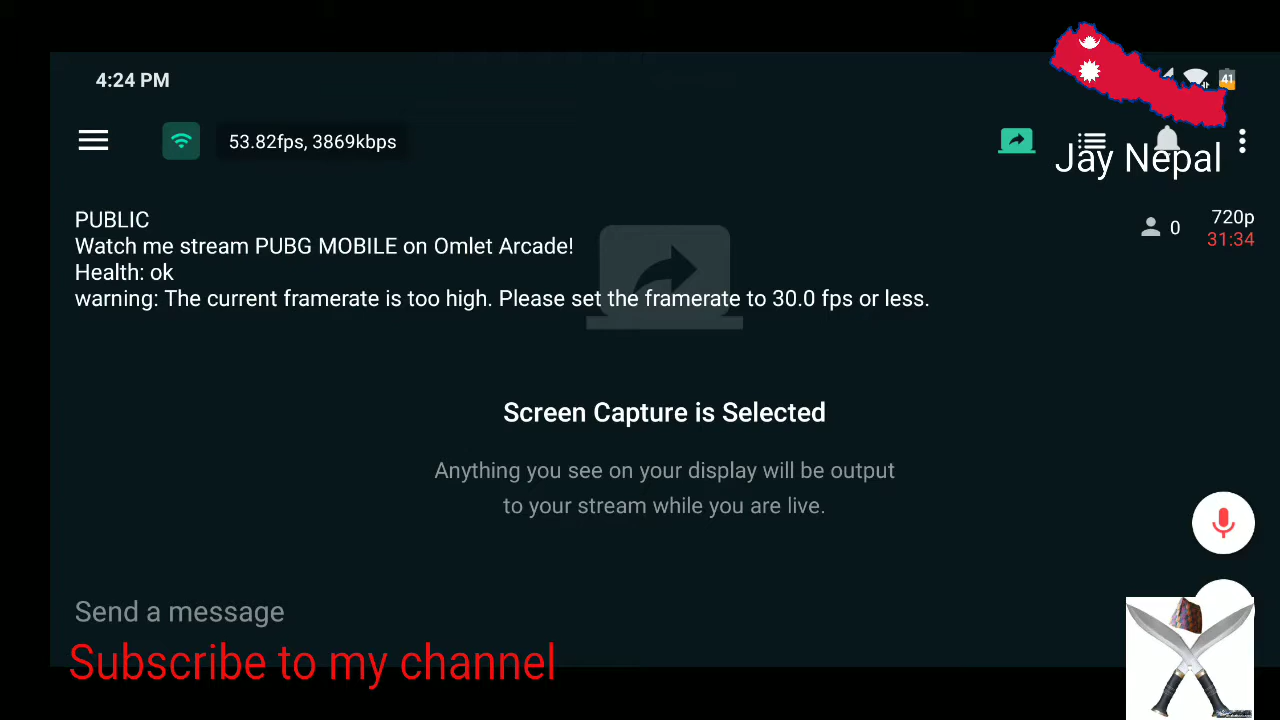 4:24 PM
41
53.82fps, 3869kbps
Jay Nepal
PUBLIC
Watch me stream PUBG MOBILE on Omlet Arcade!
Health: ok
warning: The current framerate is too high. Please set the framerate to 30.0 fps or less.
0
720p
31:34
Screen Capture is Selected
Anything you see on your display will be output
to your stream while you are live.
Send a message
Subscribe to my channel